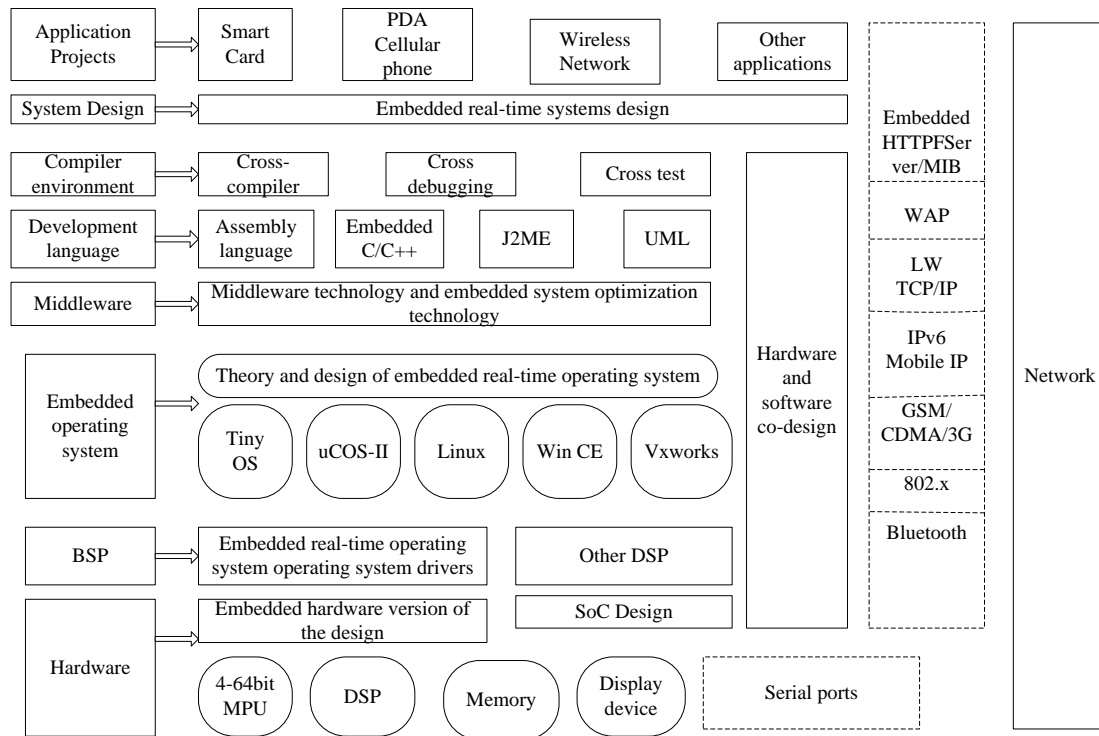 Application
Projects
Smart
Card
PDA
Cellular
phone
Wireless
Network
Other
applications
System Design
Embedded real-time systems design
Compiler
environment
Cross-
compiler
Cross
debugging
Cross test
Development
language
Assembly
language
Embedded
C/C++
J2ME
UML
Middleware
Middleware technology and embedded system optimization
technology
Embedded
operating
system
Theory and design of embedded real-time operating system
Tiny
OS
uCOS-II
Linux
Win CE
Vxworks
BSP
Embedded real-time operating
system operating system drivers
Other DSP
Hardware
Embedded hardware version of
the design
SoC Design
4-64bit
MPU
DSP
Memory
Display
device
Serial ports
Hardware
and
software
co-design
Embedded
HTTPFSer
ver/MIB
WAP
LW
TCP/IP
IPv6
Mobile IP
GSM/
CDMA/3G
802.x
Bluetooth
Network